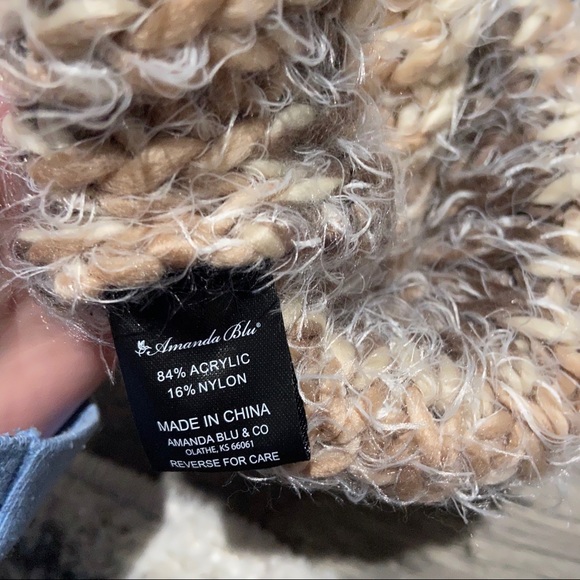 Amanda Blu®
84% ACRYLIC
16% NYLON
MADE IN CHINA
AMANDA BLU & CO
OLATHE, KS 66061
REVERSE FOR CARE